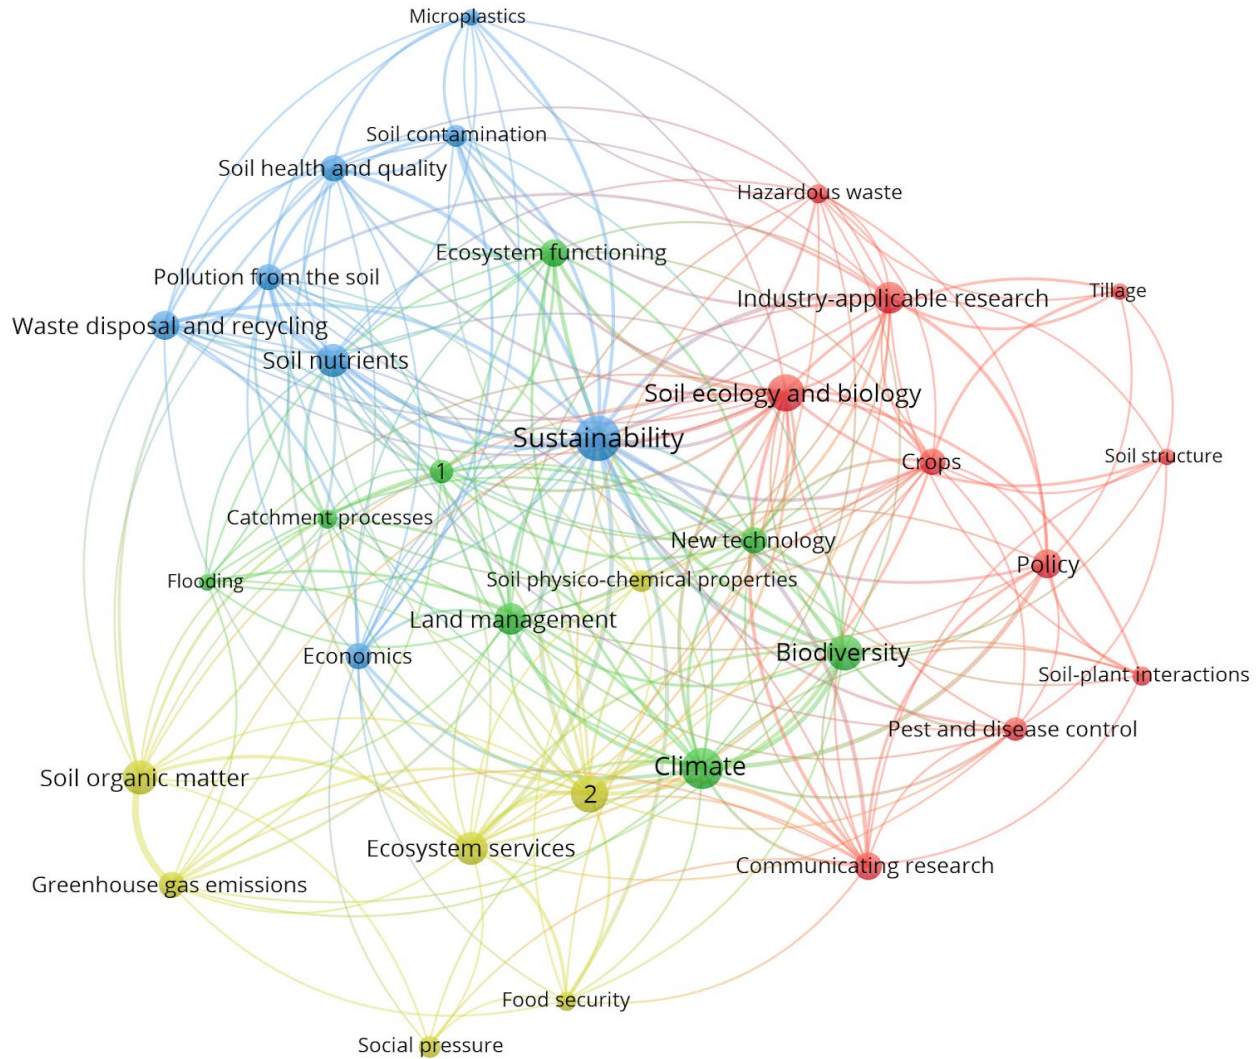 Microplastics
Soil contamination
Soil health and quality
Hazardous waste
Ecosystem functioning
Pollution from the soil
Tillage
Industry-applicable research
Waste disposal and recycling
Soil nutrients
Soil ecology and biology
Sustainability
Soil structure
Crops
1
Catchment processes
New technology
Policy
Soil physico-chemical properties
Flooding
Land management
Biodiversity
Economics
Soil-plant interactions
Pest and disease control
Climate
Soil organic matter
2
Ecosystem services
Communicating research
Greenhouse gas emissions
Food security
Social pressure